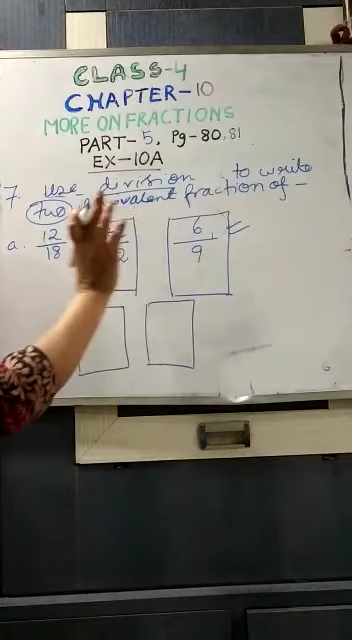 CLASS-4
CHAPTER-10
MORE ON FRACTIONS
PART-5, Pg-80,81
EX-10A
7. Use division to write
two equivalent fraction of -
a. 12/18 6/9